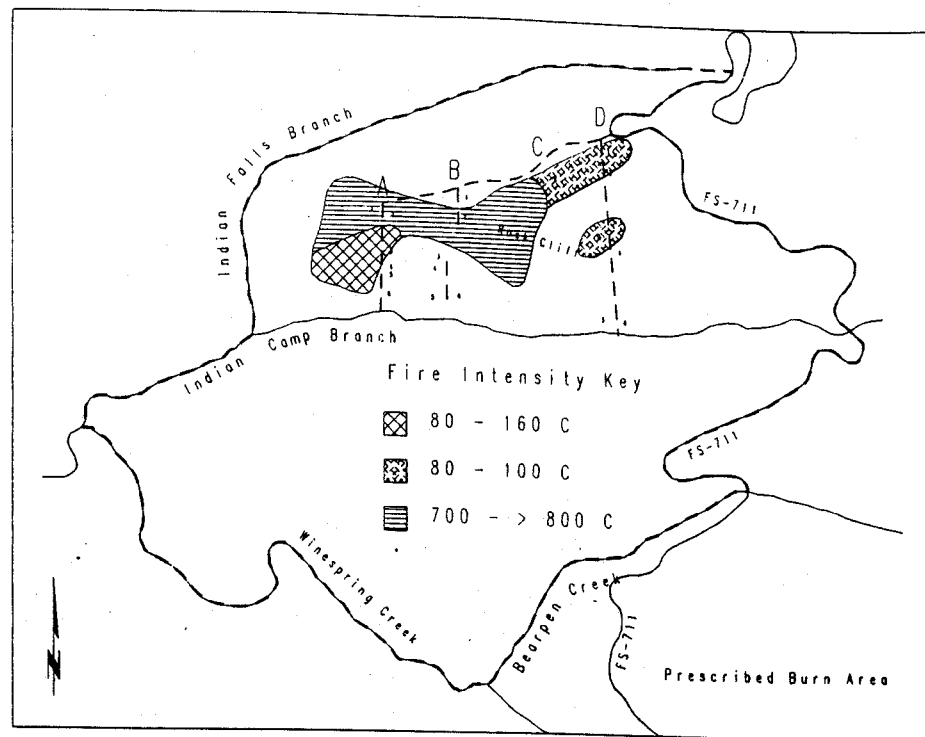 Indian Falls Branch
A
B
C
D
FS-711
Indian Camp Branch
Fire Intensity Key
80 - 160 C
80 - 100 C
700 - > 800 C
FS-711
Winespring Creek
Bearpen Creek
FS-711
N
Prescribed Burn Area